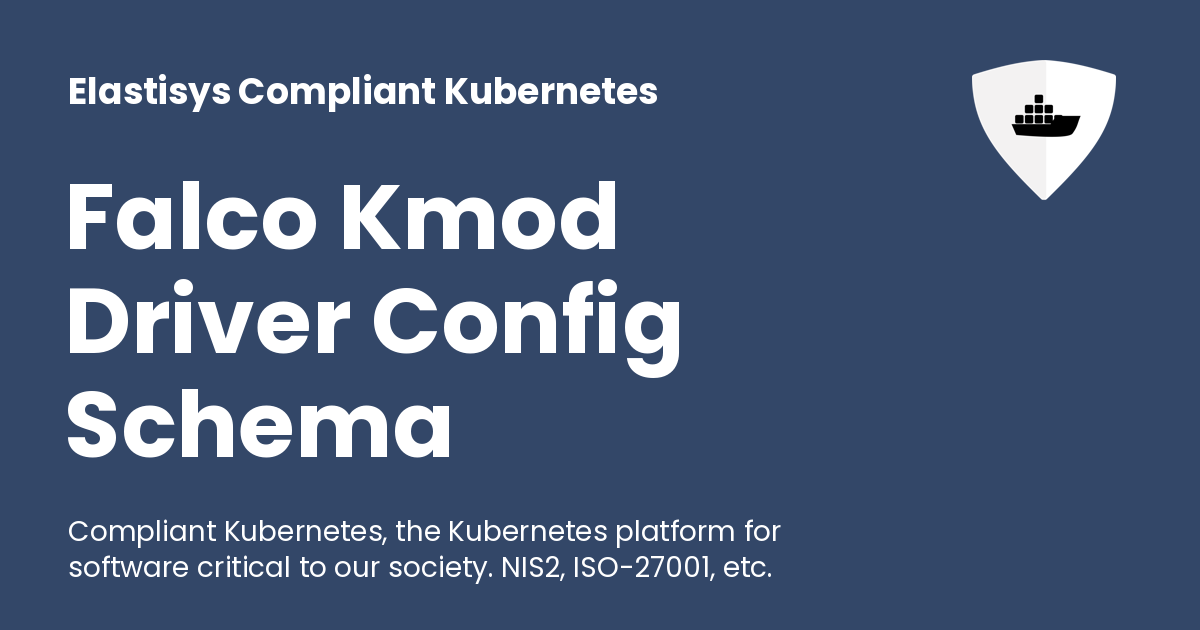 Elastisys Compliant Kubernetes
Falco Kmod
Driver Config
Schema
Compliant Kubernetes, the Kubernetes platform for
software critical to our society. NIS2, ISO-27001, etc.